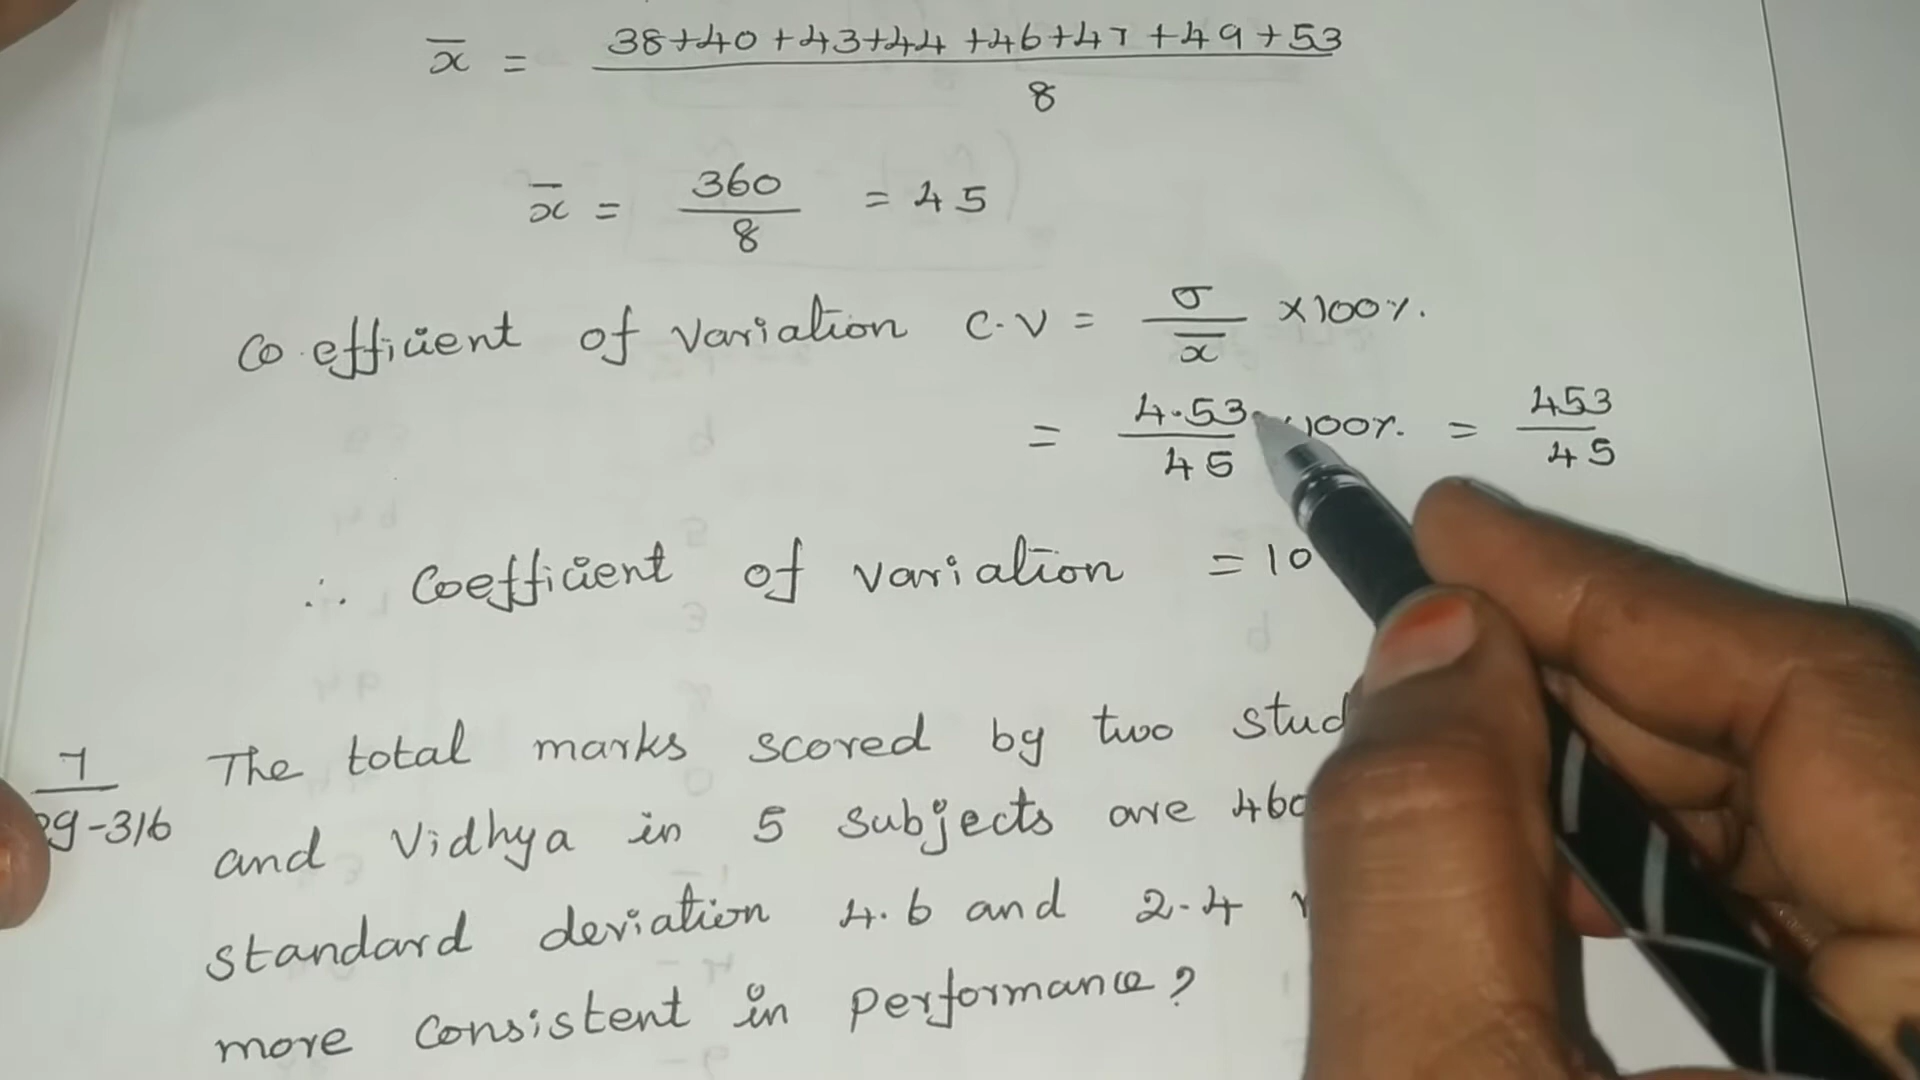 x̄ = 38+40+43+44+46+47+49+53
8
x̄ = 360/8 = 45
Co.efficient of Variation C.V = σ/x̄ ×100%.
= 4.53/45 ×100%. = 453/45
∴ Coefficient of Variation = 10
7 The total marks scored by two
Pg-316 and Vidhya in 5 subjects are 460
standard deviation 4.6 and 2.4
more consistent in performance?